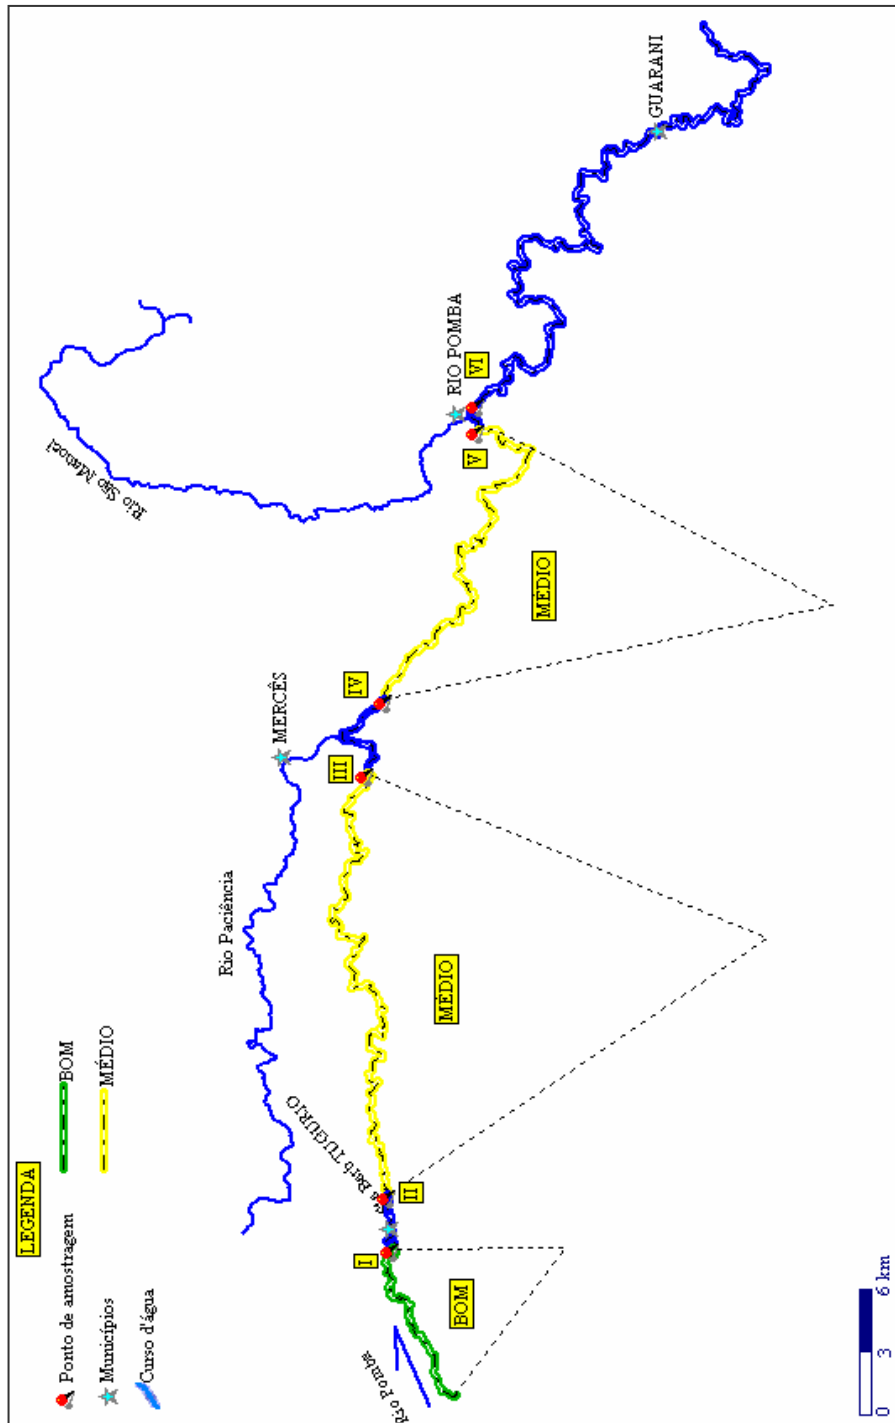 LEGENDA
Ponto de amostragem
Municípios
Curso d'água
BOM
MÉDIO
Rio Pomba
BOM
I
II
TUGURIO
Rio Paciência
MÉDIO
MERCÊS
III
IV
MÉDIO
Rio São Manoel
V
RIO POMBA
VI
GUARANI
0 3 6 km